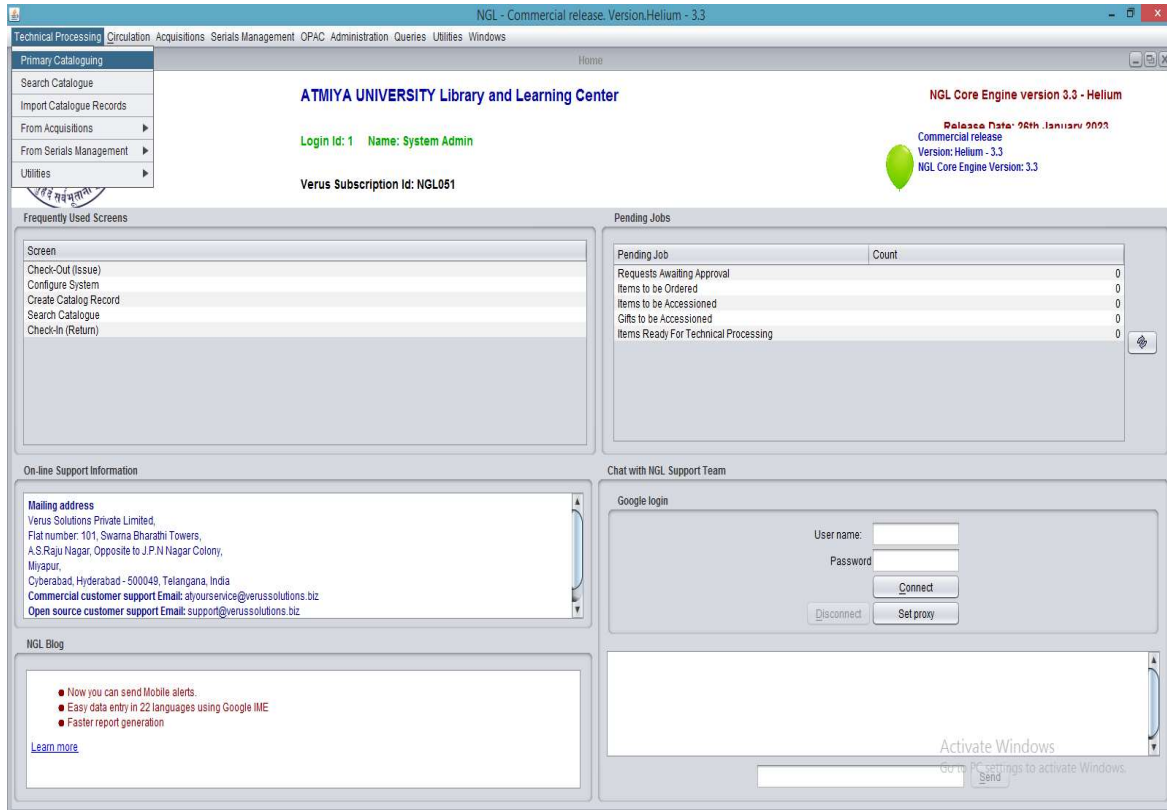 NGL - Commercial release. Version.Helium - 3.3
Technical Processing Circulation Acquisitions Serials Management OPAC Administration Queries Utilities Windows
Primary Cataloguing
Home
Search Catalogue
Import Catalogue Records
From Acquisitions
From Serials Management
Utilities
ATMIYA UNIVERSITY Library and Learning Center
Login Id: 1 Name: System Admin
Verus Subscription Id: NGL051
NGL Core Engine version 3.3 - Helium
Release Date: 26th January 2023
Commercial release
Version: Helium - 3.3
NGL Core Engine Version: 3.3
Frequently Used Screens
Screen
Check-Out (Issue)
Configure System
Create Catalog Record
Search Catalogue
Check-In (Return)
Pending Jobs
Pending Job Count
Requests Awaiting Approval 0
Items to be Ordered 0
Items to be Accessioned 0
Gifts to be Accessioned 0
Items Ready For Technical Processing 0
On-line Support Information
Mailing address
Verus Solutions Private Limited,
Flat number: 101, Swarna Bharathi Towers,
A.S.Raju Nagar, Opposite to J.P.N Nagar Colony,
Miyapur,
Cyberabad, Hyderabad - 500049, Telangana, India
Commercial customer support Email: atyourservice@verussolutions.biz
Open source customer support Email: support@verussolutions.biz
Chat with NGL Support Team
Google login
User name:
Password
Connect
Disconnect Set proxy
NGL Blog
Now you can send Mobile alerts.
Easy data entry in 22 languages using Google IME
Faster report generation
Learn more
Activate Windows
Go to PC settings to activate Windows.
Send